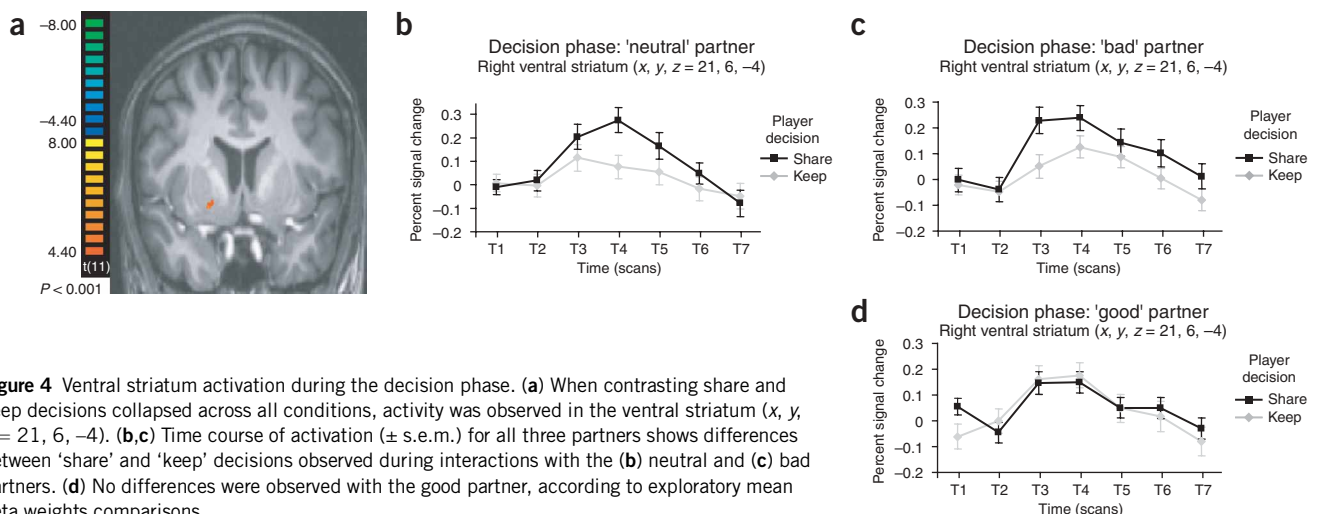 a
−8.00
−4.40
8.00
4.40
t(11)
P < 0.001
b
Decision phase: 'neutral' partner
Right ventral striatum (x, y, z = 21, 6, −4)
Percent signal change
0.3
0.2
0.1
0
−0.1
−0.2
T1 T2 T3 T4 T5 T6 T7
Time (scans)
Player
decision
Share
Keep
c
Decision phase: 'bad' partner
Right ventral striatum (x, y, z = 21, 6, −4)
Percent signal change
0.3
0.2
0.1
0
−0.1
−0.2
T1 T2 T3 T4 T5 T6 T7
Time (scans)
Player
decision
Share
Keep
d
Decision phase: 'good' partner
Right ventral striatum (x, y, z = 21, 6, −4)
Percent signal change
0.3
0.2
0.1
0
−0.1
−0.2
T1 T2 T3 T4 T5 T6 T7
Time (scans)
Player
decision
Share
Keep
gure 4 Ventral striatum activation during the decision phase. (a) When contrasting share and
eep decisions collapsed across all conditions, activity was observed in the ventral striatum (x, y,
= 21, 6, −4). (b,c) Time course of activation (± s.e.m.) for all three partners shows differences
etween 'share' and 'keep' decisions observed during interactions with the (b) neutral and (c) bad
artners. (d) No differences were observed with the good partner, according to exploratory mean
eta weights comparisons.